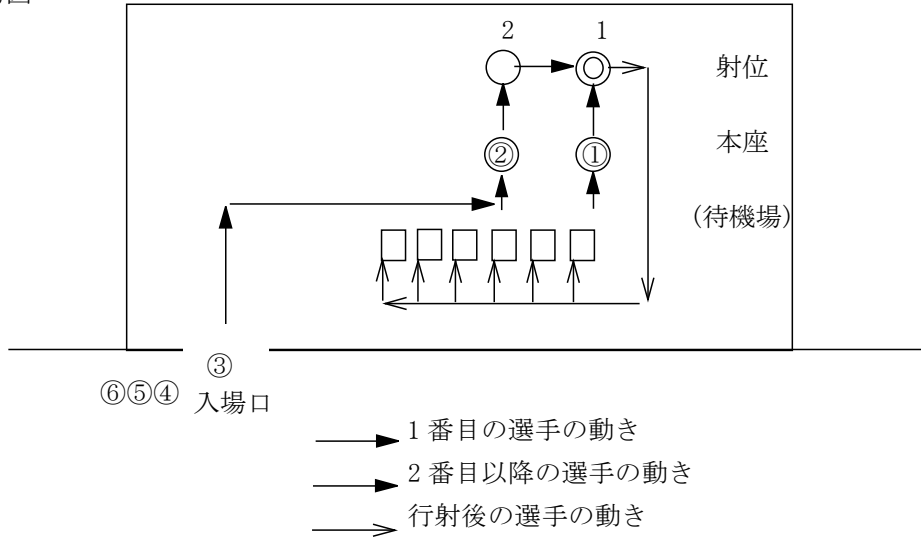 2 1
射位
② ① 本座
(待機場)
③
⑥⑤④ 入場口
1番目の選手の動き
2番目以降の選手の動き
行射後の選手の動き